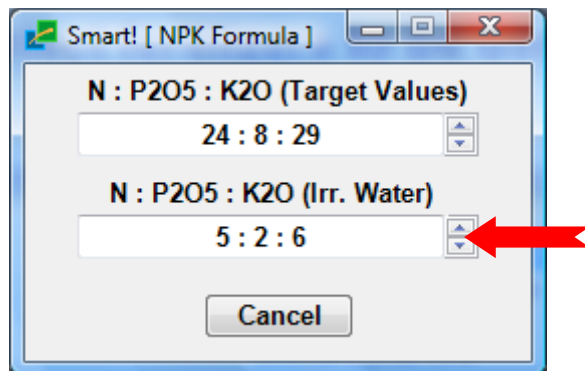 Smart! [ NPK Formula ]
N : P2O5 : K2O (Target Values)
24 : 8 : 29
N : P2O5 : K2O (Irr. Water)
5 : 2 : 6
Cancel